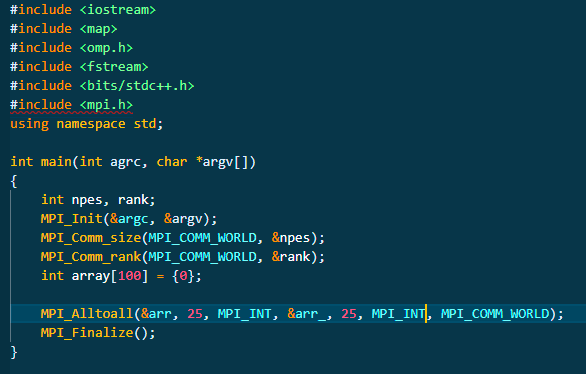 #include <iostream>
#include <map>
#include <omp.h>
#include <fstream>
#include <bits/stdc++.h>
#include <mpi.h>
using namespace std;
int main(int agrc, char *argv[])
{
int npes, rank;
MPI_Init(&argc, &argv);
MPI_Comm_size(MPI_COMM_WORLD, &npes);
MPI_Comm_rank(MPI_COMM_WORLD, &rank);
int array[100] = {0};
MPI_Alltoall(&arr, 25, MPI_INT, &arr_, 25, MPI_INT, MPI_COMM_WORLD);
MPI_Finalize();
}